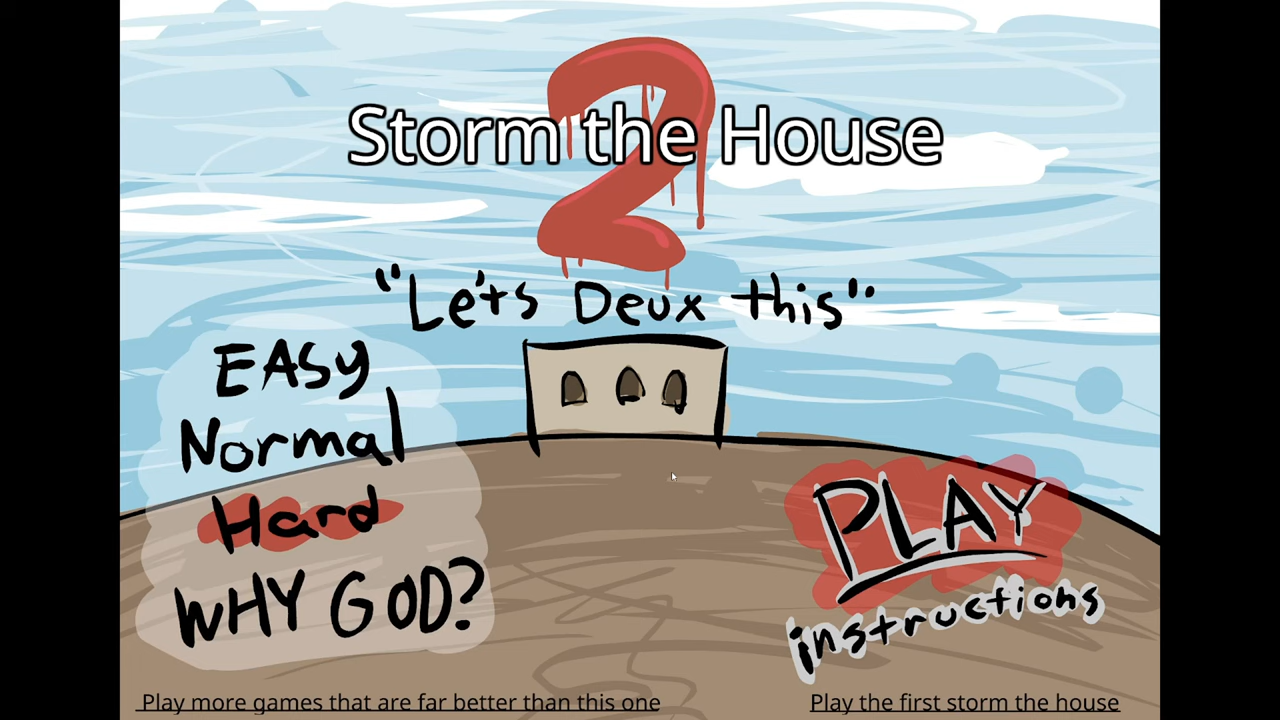 2
Storm the House
"Let's Deux this"
EASY
Normal
Hard
WHY GOD?
PLAY
instructions
Play more games that are far better than this one
Play the first storm the house